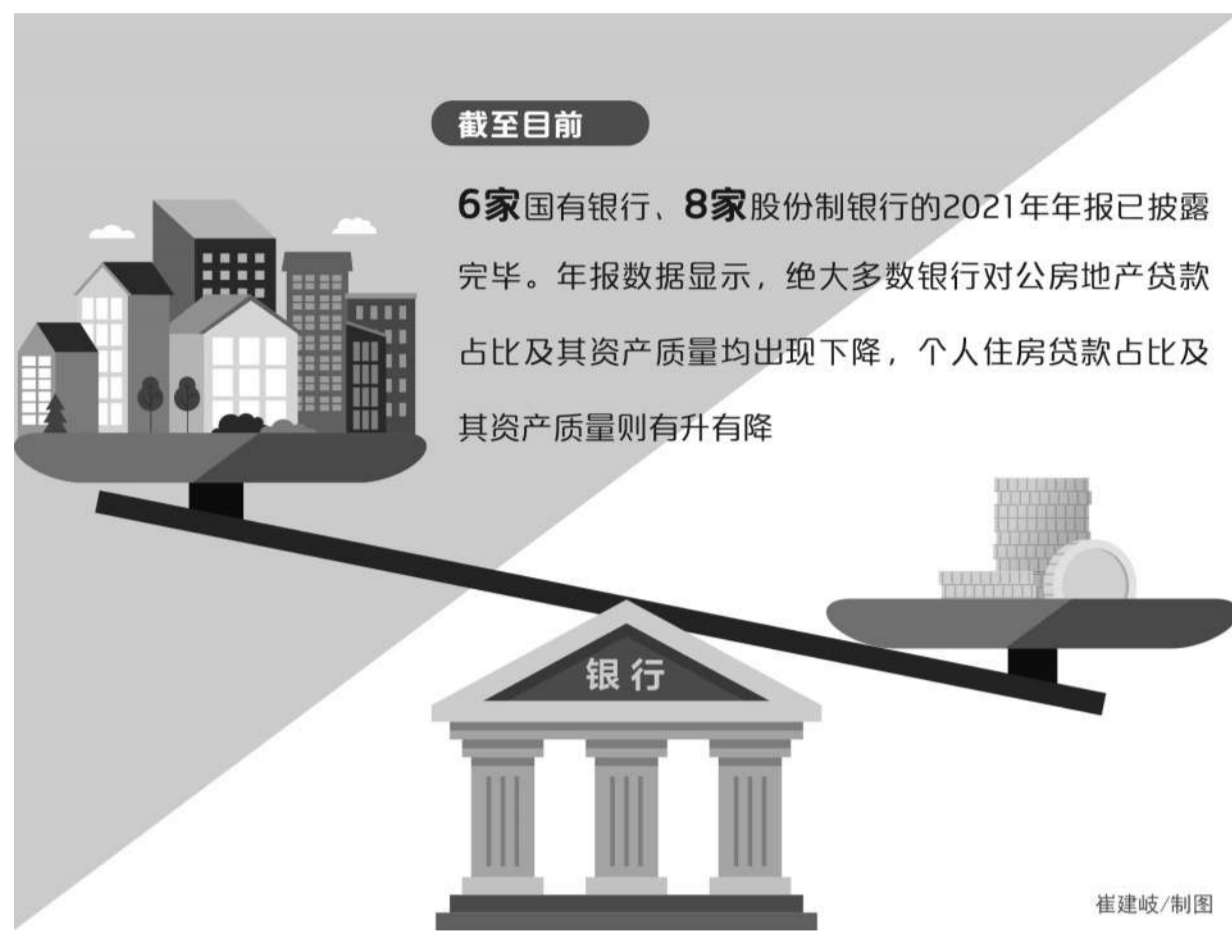 截至目前
6家国有银行、8家股份制银行的2021年年报已披露
完毕。年报数据显示，绝大多数银行对公房地产贷款
占比及其资产质量均出现下降，个人住房贷款占比及
其资产质量则有升有降
银行
崔建岐/制图